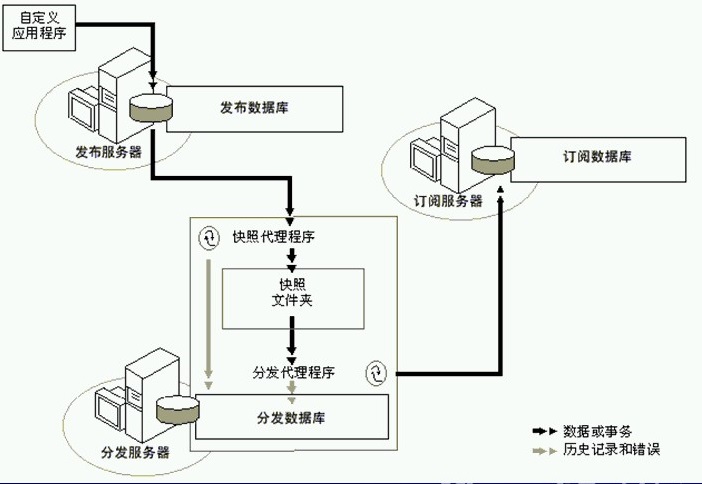 自定义
应用程序
发布数据库
发布服务器
订阅数据库
订阅服务器
快照代理程序
快照
文件夹
分发代理程序
分发数据库
分发服务器
数据或事务
历史记录和错误